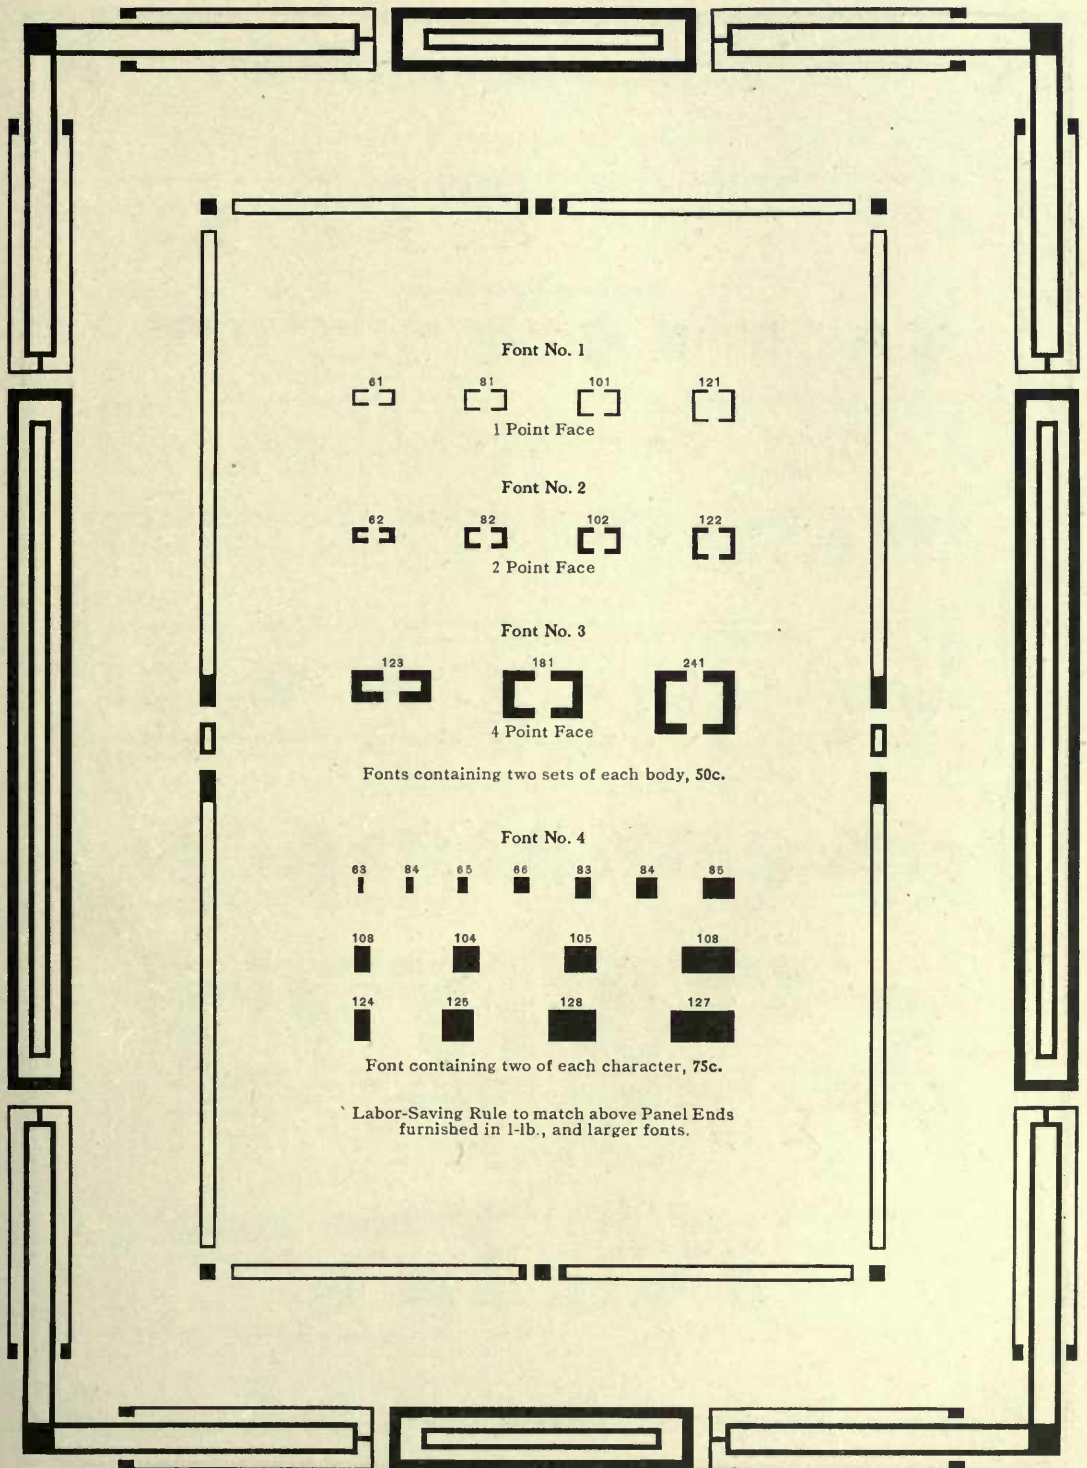 Font No. 1
61 81 101 121
1 Point Face
Font No. 2
62 82 102 122
2 Point Face
Font No. 3
123 181 241
4 Point Face
Fonts containing two sets of each body, 50c.
Font No. 4
63 84 65 66 83 84 85
108 104 105 108
124 125 128 127
Font containing two of each character, 75c.
Labor-Saving Rule to match above Panel Ends
furnished in 1-lb., and larger fonts.